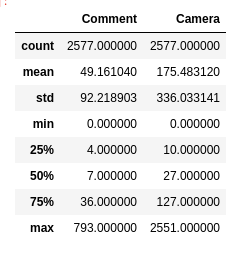 Comment Camera
count 2577.000000 2577.000000
mean 49.161040 175.483120
std 92.218903 336.033141
min 0.000000 0.000000
25% 4.000000 10.000000
50% 7.000000 27.000000
75% 36.000000 127.000000
max 793.000000 2551.000000